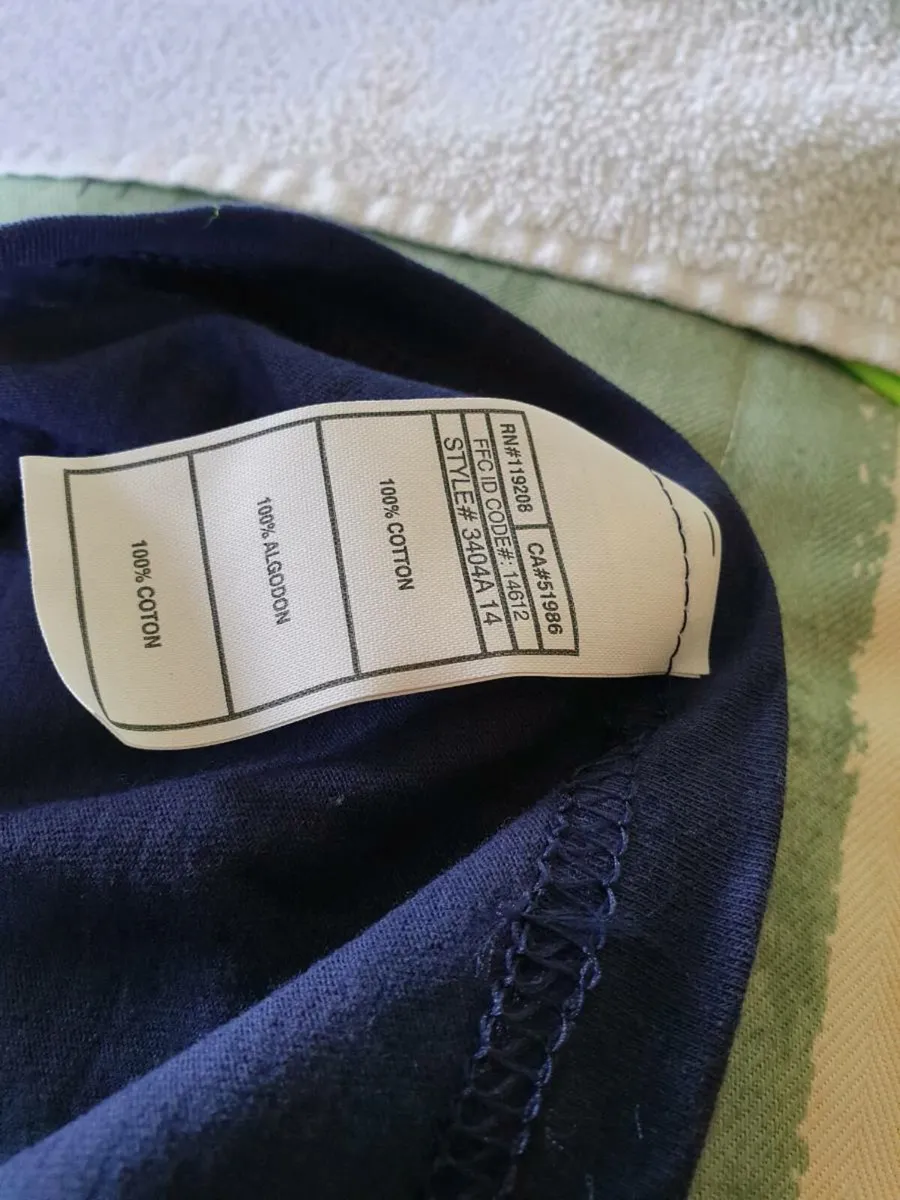 RN#119208 CA#51986
FFC ID CODE#: 14612
STYLE# 3404A 14
100% COTTON
100% ALGODON
100% COTON